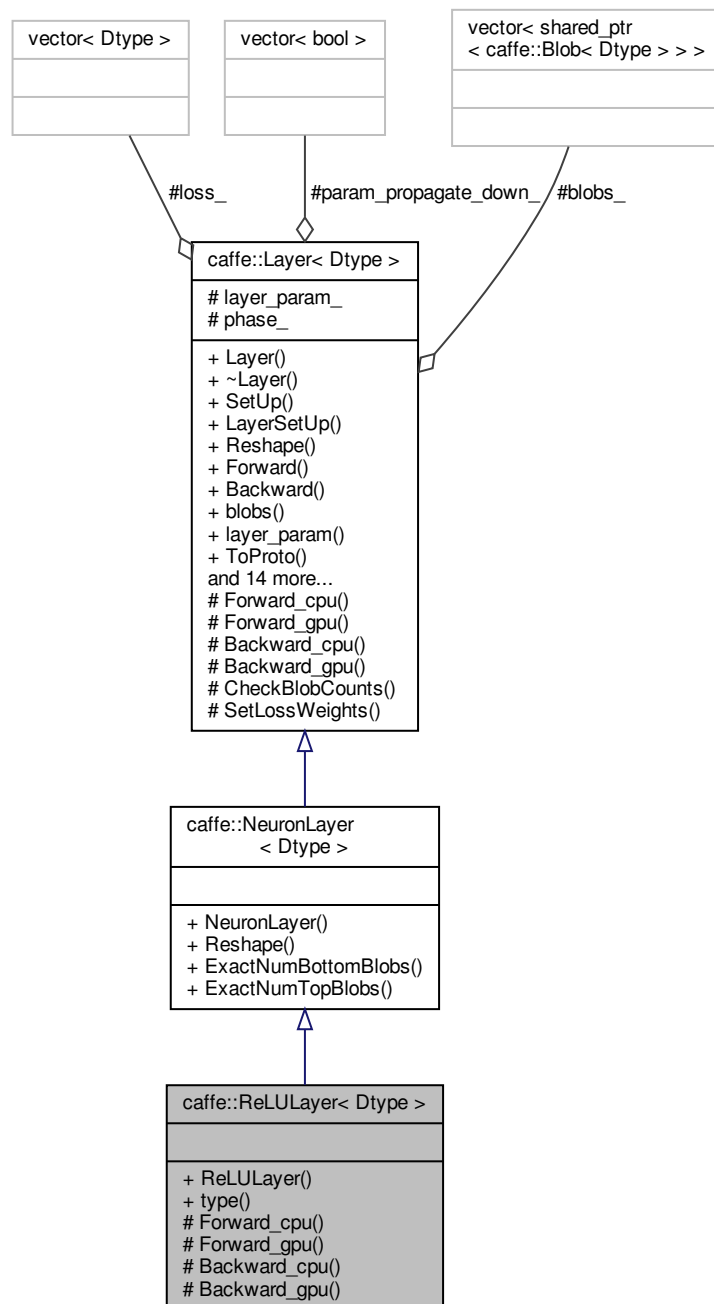 vector< Dtype >
vector< bool >
vector< shared_ptr
< caffe::Blob< Dtype > > >
#loss_
#param_propagate_down_
#blobs_
caffe::Layer< Dtype >
# layer_param_
# phase_
+ Layer()
+ ~Layer()
+ SetUp()
+ LayerSetUp()
+ Reshape()
+ Forward()
+ Backward()
+ blobs()
+ layer_param()
+ ToProto()
and 14 more...
# Forward_cpu()
# Forward_gpu()
# Backward_cpu()
# Backward_gpu()
# CheckBlobCounts()
# SetLossWeights()
caffe::NeuronLayer
< Dtype >
+ NeuronLayer()
+ Reshape()
+ ExactNumBottomBlobs()
+ ExactNumTopBlobs()
caffe::ReLULayer< Dtype >
+ ReLULayer()
+ type()
# Forward_cpu()
# Forward_gpu()
# Backward_cpu()
# Backward_gpu()